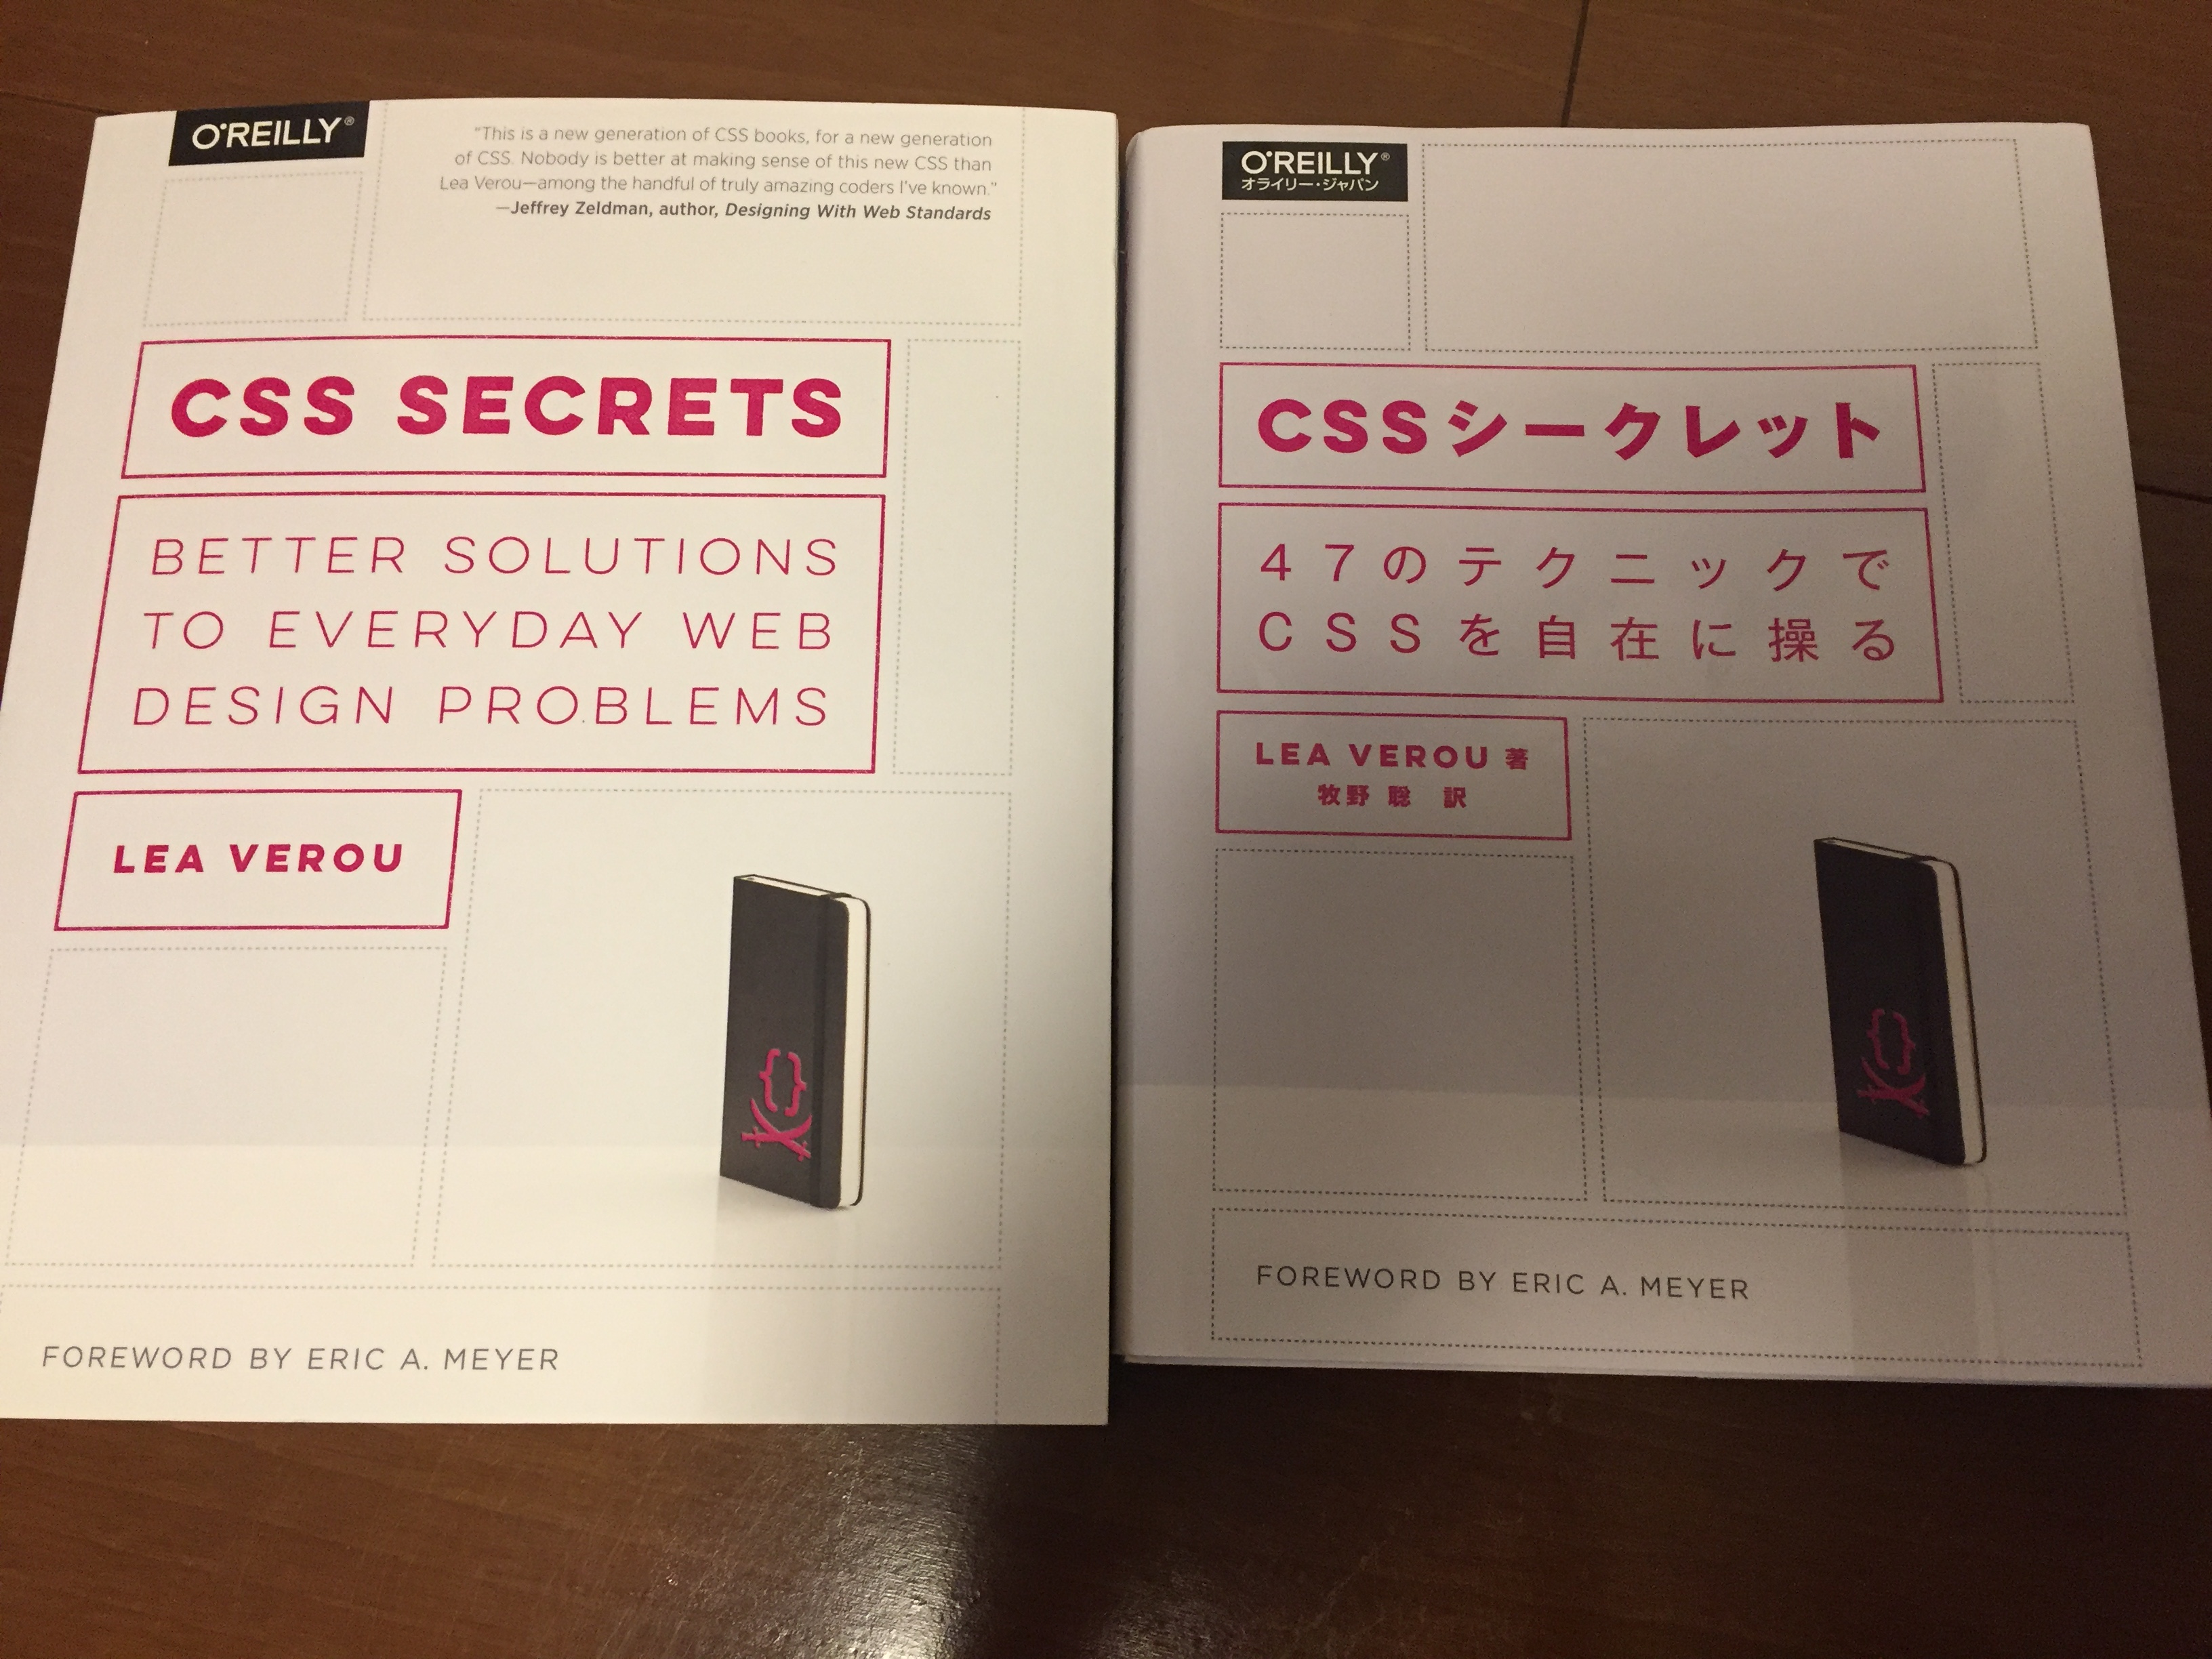 O'REILLY®
"This is a new generation of CSS books, for a new generation
of CSS. Nobody is better at making sense of this new CSS than
Lea Verou—among the handful of truly amazing coders I've known."
—Jeffrey Zeldman, author, Designing With Web Standards
CSS SECRETS
BETTER SOLUTIONS
TO EVERYDAY WEB
DESIGN PROBLEMS
LEA VEROU
{}
FOREWORD BY ERIC A. MEYER
O'REILLY®
オライリー・ジャパン
CSSシークレット
47のテクニックで
CSSを自在に操る
LEA VEROU 著
牧野 聡 訳
{}
FOREWORD BY ERIC A. MEYER